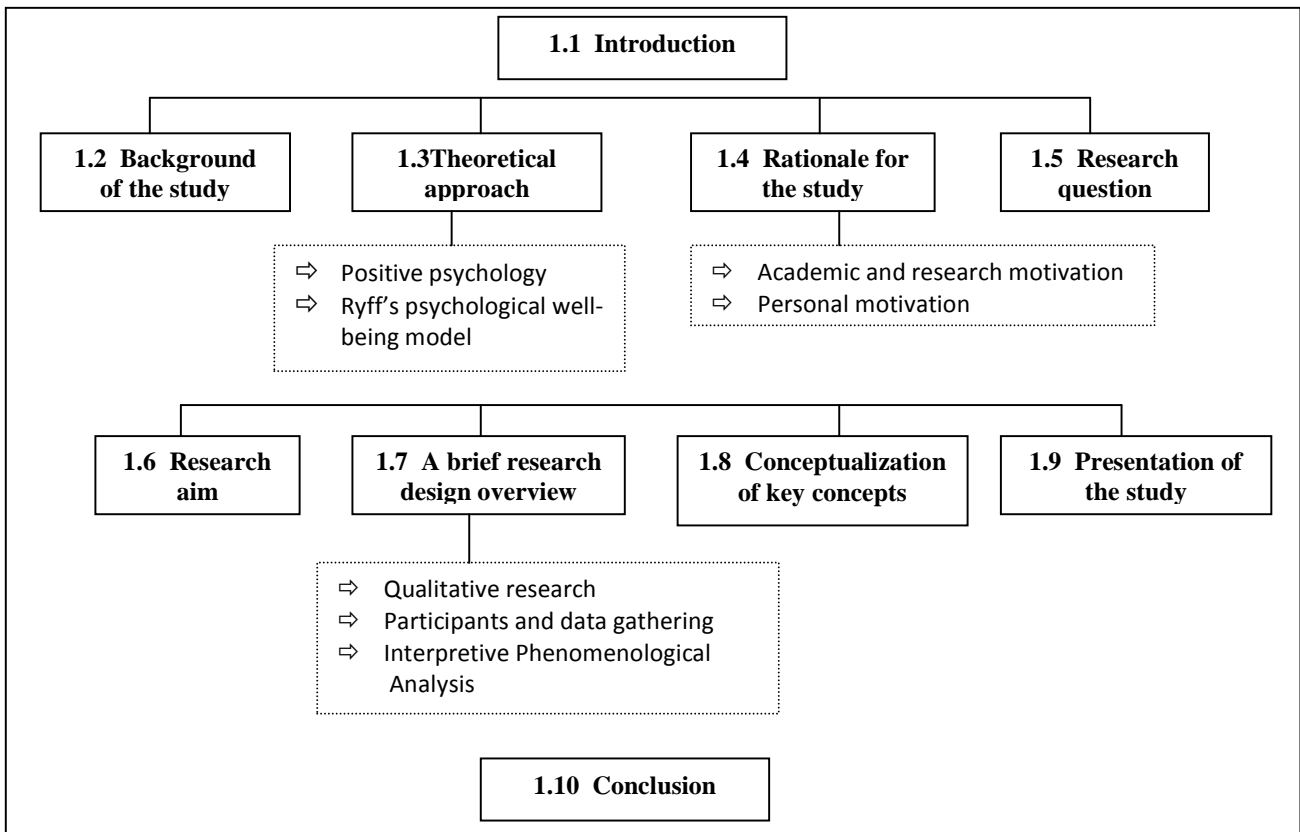 1.1 Introduction
1.2 Background
of the study
1.3Theoretical
approach
1.4 Rationale for
the study
1.5 Research
question
⇨ Positive psychology
⇨ Ryff’s psychological well-
being model
⇨ Academic and research motivation
⇨ Personal motivation
1.6 Research
aim
1.7 A brief research
design overview
1.8 Conceptualization
of key concepts
1.9 Presentation of
the study
⇨ Qualitative research
⇨ Participants and data gathering
⇨ Interpretive Phenomenological
Analysis
1.10 Conclusion